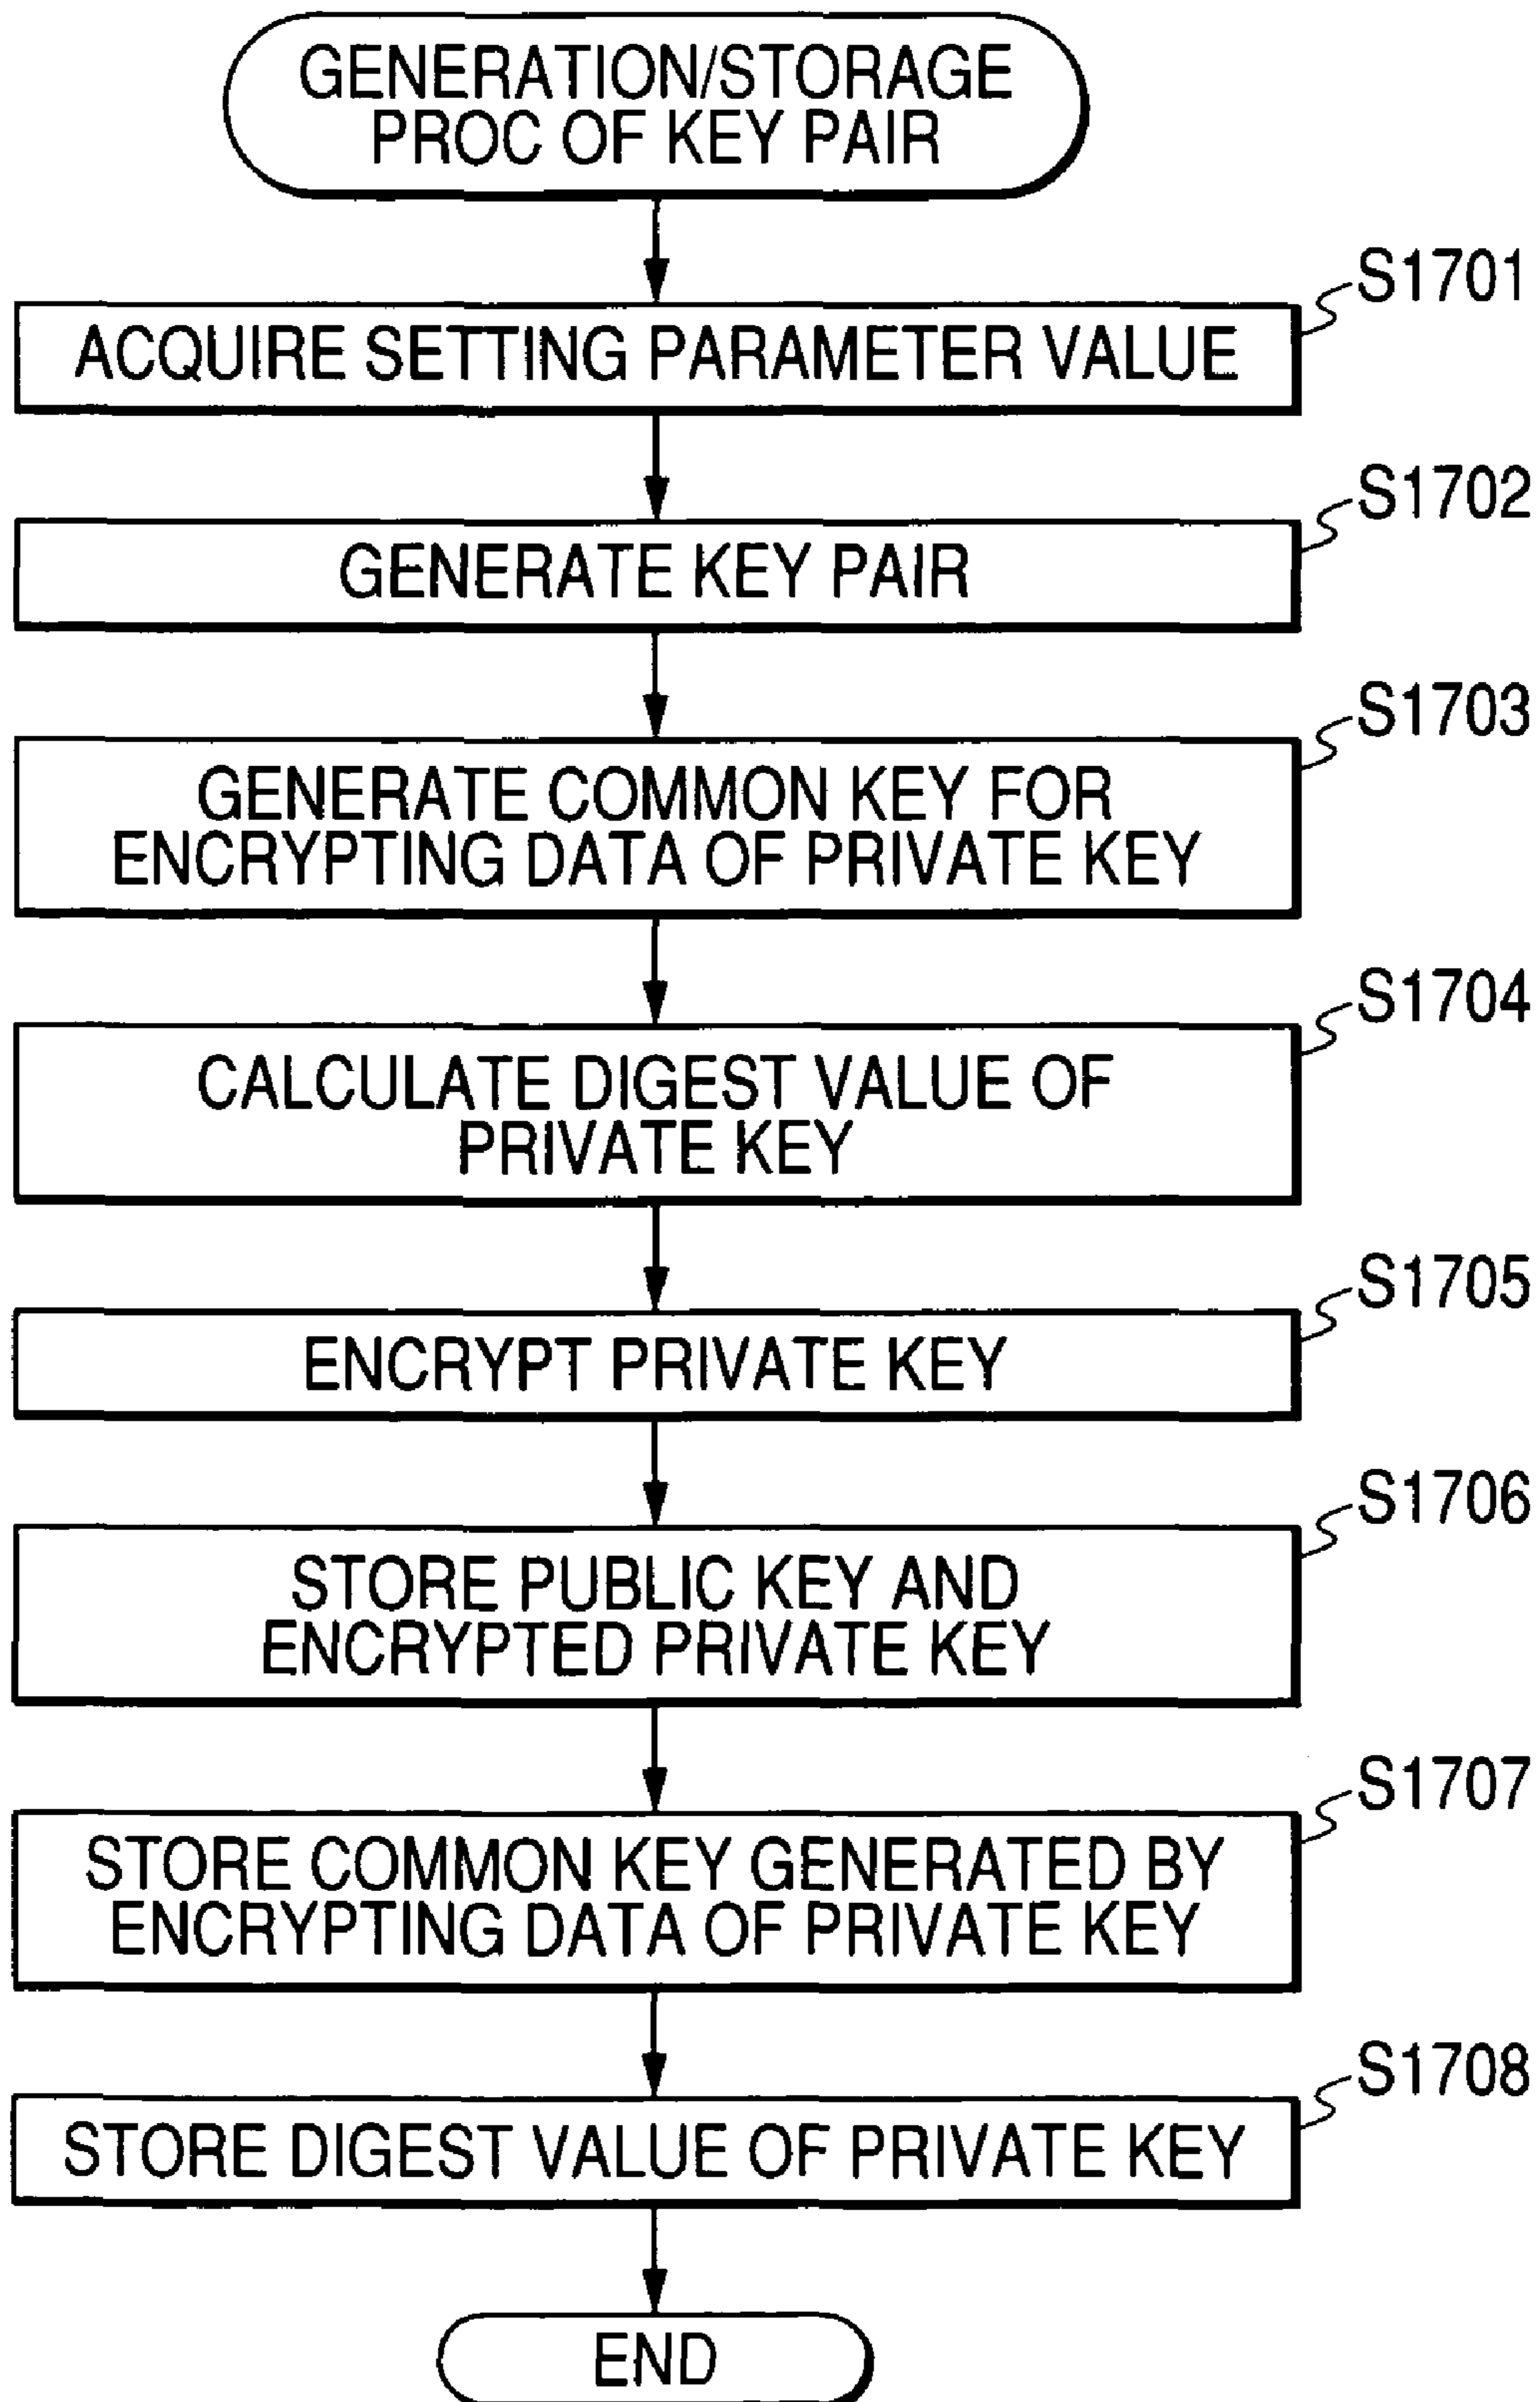 GENERATION/STORAGE
PROC OF KEY PAIR
S1701
ACQUIRE SETTING PARAMETER VALUE
S1702
GENERATE KEY PAIR
S1703
GENERATE COMMON KEY FOR
ENCRYPTING DATA OF PRIVATE KEY
S1704
CALCULATE DIGEST VALUE OF
PRIVATE KEY
S1705
ENCRYPT PRIVATE KEY
S1706
STORE PUBLIC KEY AND
ENCRYPTED PRIVATE KEY
S1707
STORE COMMON KEY GENERATED BY
ENCRYPTING DATA OF PRIVATE KEY
S1708
STORE DIGEST VALUE OF PRIVATE KEY
END